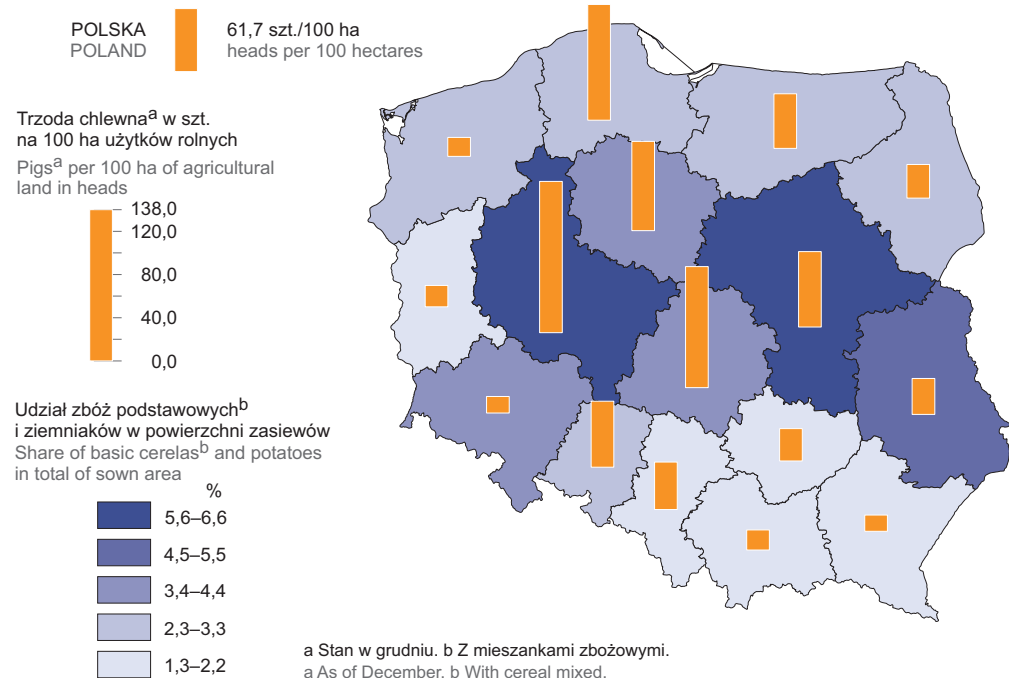 POLSKA
POLAND
61,7 szt./100 ha
heads per 100 hectares
Trzoda chlewnaa w szt.
na 100 ha użytków rolnych
Pigsa per 100 ha of agricultural
land in heads
138,0
120,0
80,0
40,0
0,0
Udział zbóż podstawowychb
i ziemniaków w powierzchni zasiewów
Share of basic cerelasb and potatoes
in total of sown area
%
5,6–6,6
4,5–5,5
3,4–4,4
2,3–3,3
1,3–2,2
a Stan w grudniu. b Z mieszankami zbożowymi.
a As of December. b With cereal mixed.